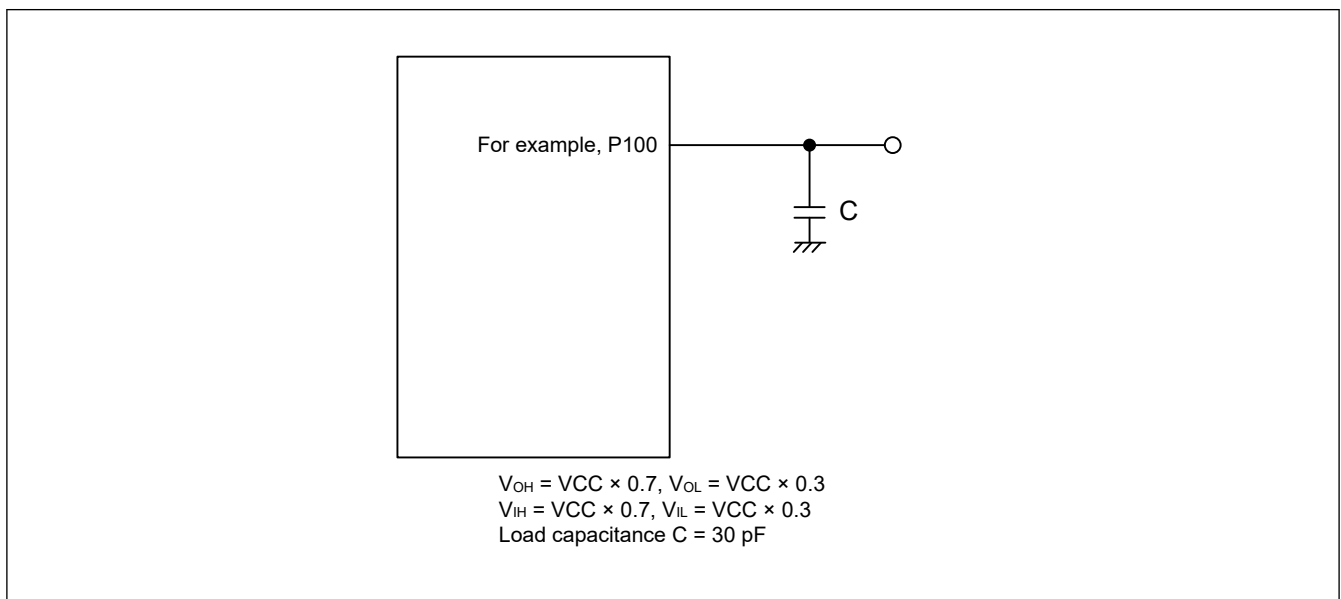 For example, P100
C
VOH = VCC × 0.7, VOL = VCC × 0.3
VIH = VCC × 0.7, VIL = VCC × 0.3
Load capacitance C = 30 pF